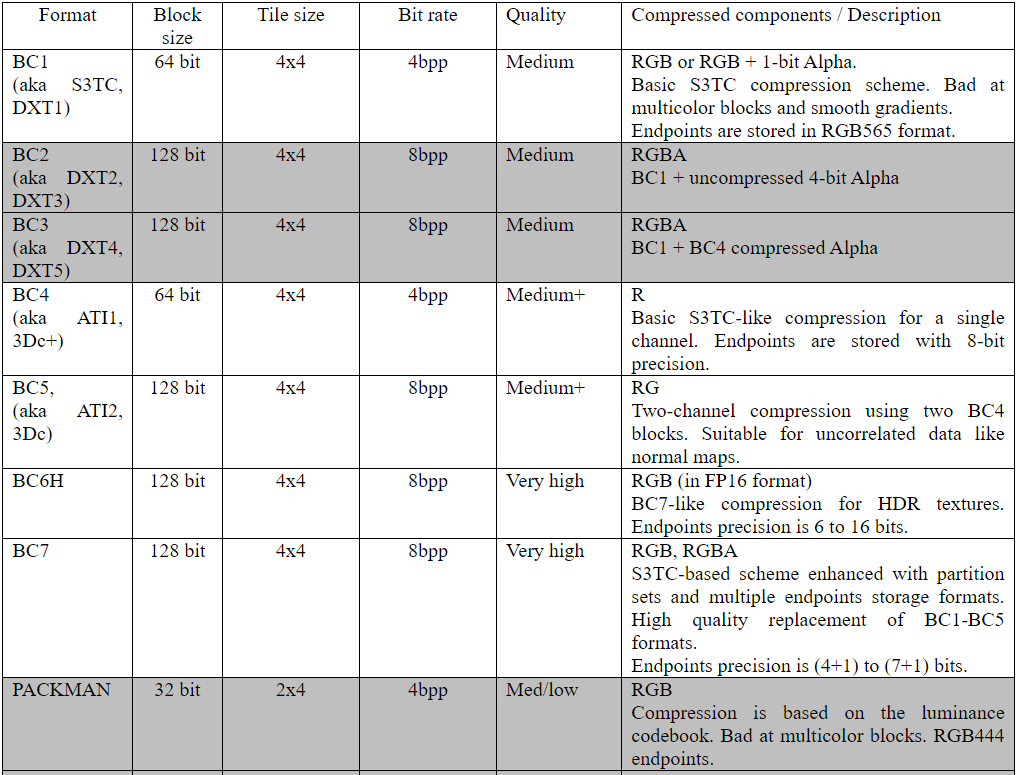 Format Block size Tile size Bit rate Quality Compressed components / Description
BC1 (aka S3TC, DXT1) 64 bit 4x4 4bpp Medium RGB or RGB + 1-bit Alpha.
Basic S3TC compression scheme. Bad at
multicolor blocks and smooth gradients.
Endpoints are stored in RGB565 format.
BC2 (aka DXT2, DXT3) 128 bit 4x4 8bpp Medium RGBA
BC1 + uncompressed 4-bit Alpha
BC3 (aka DXT4, DXT5) 128 bit 4x4 8bpp Medium RGBA
BC1 + BC4 compressed Alpha
BC4 (aka ATI1, 3Dc+) 64 bit 4x4 4bpp Medium+ R
Basic S3TC-like compression for a single
channel. Endpoints are stored with 8-bit
precision.
BC5, (aka ATI2, 3Dc) 128 bit 4x4 8bpp Medium+ RG
Two-channel compression using two BC4
blocks. Suitable for uncorrelated data like
normal maps.
BC6H 128 bit 4x4 8bpp Very high RGB (in FP16 format)
BC7-like compression for HDR textures.
Endpoints precision is 6 to 16 bits.
BC7 128 bit 4x4 8bpp Very high RGB, RGBA
S3TC-based scheme enhanced with partition
sets and multiple endpoints storage formats.
High quality replacement of BC1-BC5
formats.
Endpoints precision is (4+1) to (7+1) bits.
PACKMAN 32 bit 2x4 4bpp Med/low RGB
Compression is based on the luminance
codebook. Bad at multicolor blocks. RGB444
endpoints.